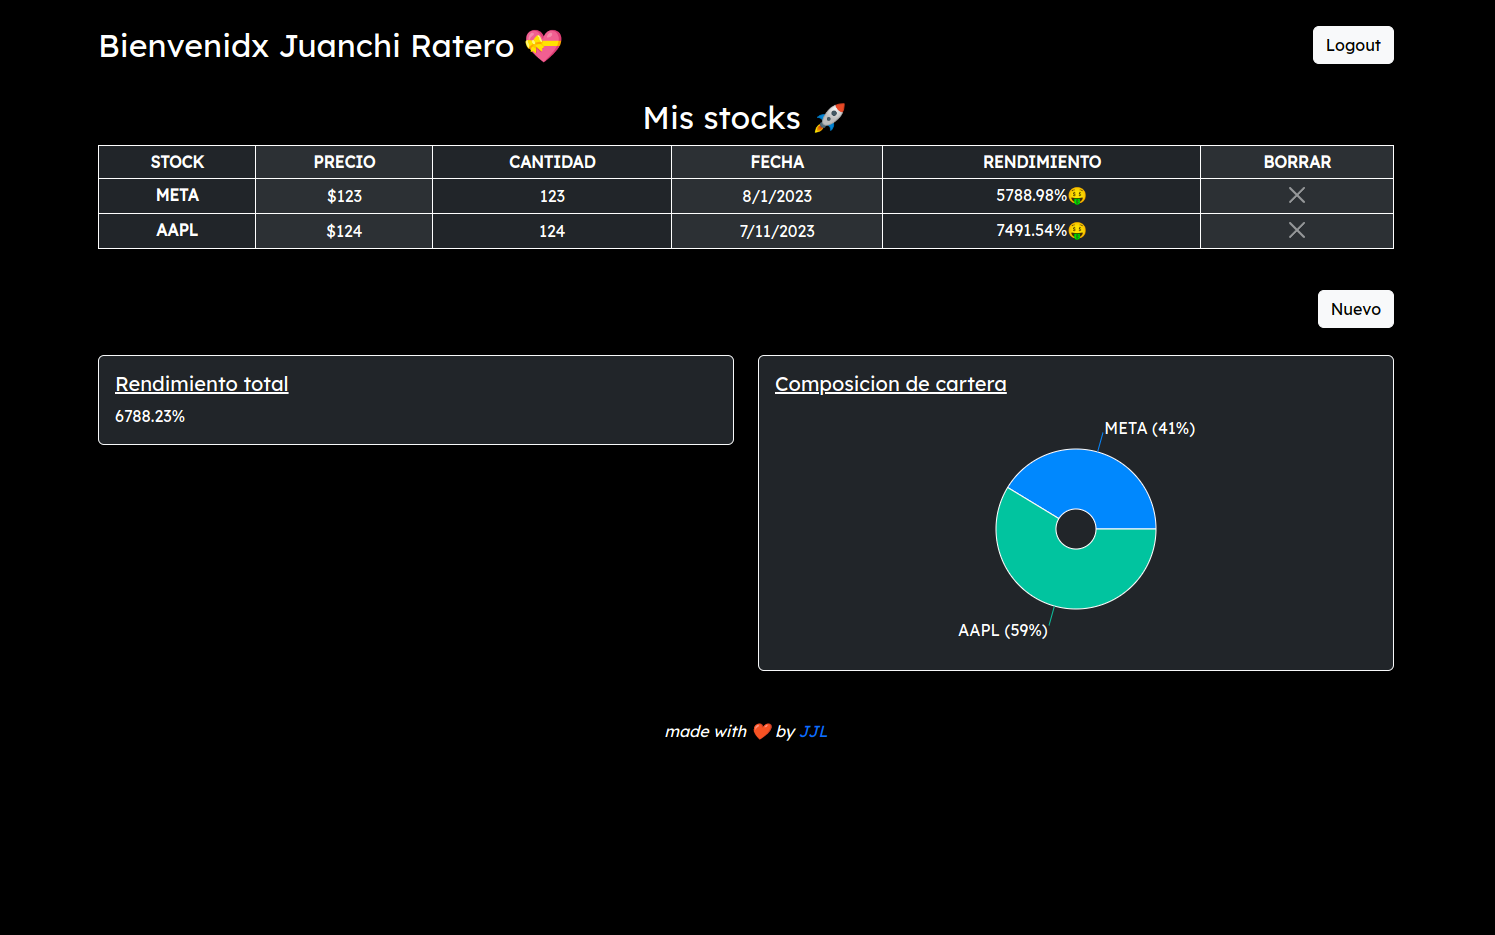 Bienvenidx Juanchi Ratero 💝
Logout
Mis stocks 🚀
STOCK PRECIO CANTIDAD FECHA RENDIMIENTO BORRAR
META $123 123 8/1/2023 5788.98%🤑
AAPL $124 124 7/11/2023 7491.54%🤑
Nuevo
Rendimiento total
6788.23%
Composicion de cartera
META (41%)
AAPL (59%)
made with ❤️ by JJL